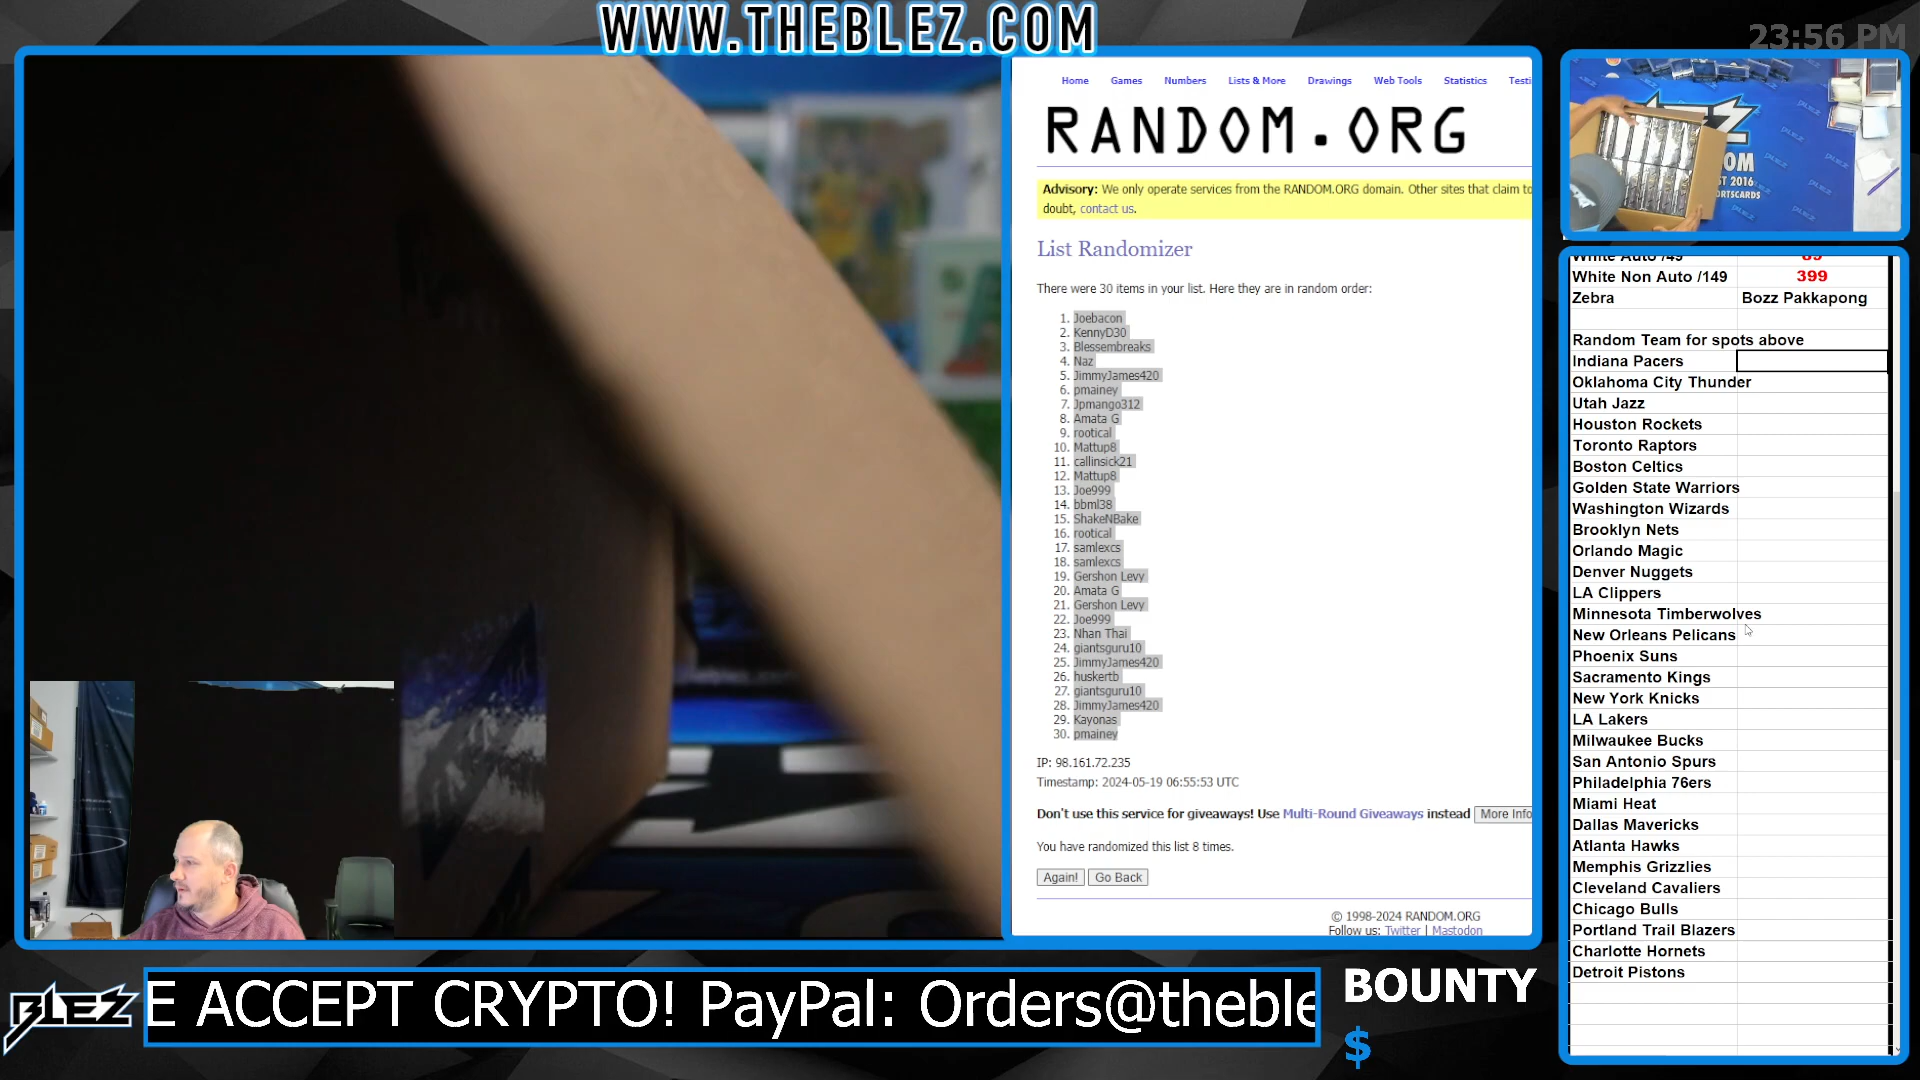 WWW.THEBLEZ.COM
23:56 PM
Home Games Numbers Lists & More Drawings Web Tools Statistics Testi
RANDOM.ORG
Advisory: We only operate services from the RANDOM.ORG domain. Other sites that claim to
doubt, contact us.
List Randomizer
There were 30 items in your list. Here they are in random order:
1. Joebacon
2. KennyD30
3. Blessembreaks
4. Naz
5. JimmyJames420
6. pmainey
7. Jpmango312
8. Amata G
9. rootical
10. Mattup8
11. callinsick21
12. Mattup8
13. Joe999
14. bbml38
15. ShakeNBake
16. rootical
17. samlexcs
18. samlexcs
19. Gershon Levy
20. Amata G
21. Gershon Levy
22. Joe999
23. Nhan Thai
24. giantsguru10
25. JimmyJames420
26. huskertb
27. giantsguru10
28. JimmyJames420
29. Kayonas
30. pmainey
IP: 98.161.72.235
Timestamp: 2024-05-19 06:55:53 UTC
Don't use this service for giveaways! Use Multi-Round Giveaways instead More Info
You have randomized this list 8 times.
Again! Go Back
© 1998-2024 RANDOM.ORG
Follow us: Twitter | Mastodon
White Auto /49 89
White Non Auto /149 399
Zebra Bozz Pakkapong
Random Team for spots above
Indiana Pacers
Oklahoma City Thunder
Utah Jazz
Houston Rockets
Toronto Raptors
Boston Celtics
Golden State Warriors
Washington Wizards
Brooklyn Nets
Orlando Magic
Denver Nuggets
LA Clippers
Minnesota Timberwolves
New Orleans Pelicans
Phoenix Suns
Sacramento Kings
New York Knicks
LA Lakers
Milwaukee Bucks
San Antonio Spurs
Philadelphia 76ers
Miami Heat
Dallas Mavericks
Atlanta Hawks
Memphis Grizzlies
Cleveland Cavaliers
Chicago Bulls
Portland Trail Blazers
Charlotte Hornets
Detroit Pistons
BLEZ
E ACCEPT CRYPTO! PayPal: Orders@theble
BOUNTY
$